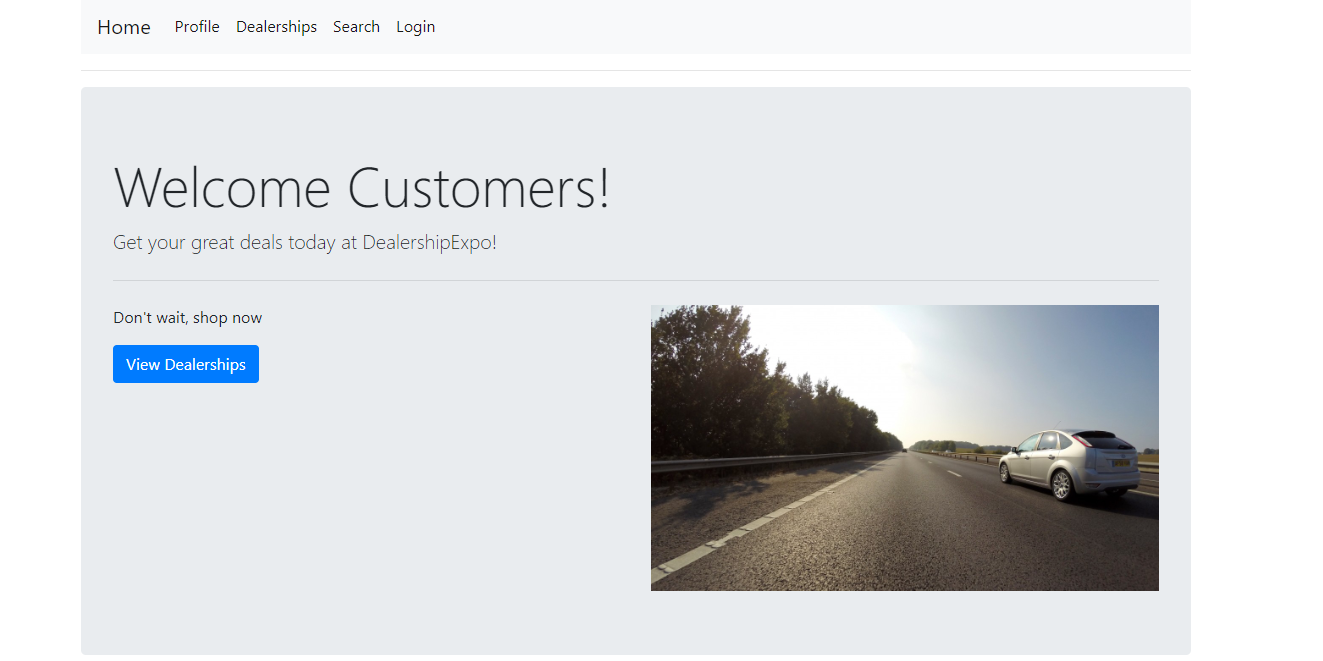 Home Profile Dealerships Search Login
Welcome Customers!
Get your great deals today at DealershipExpo!
Don't wait, shop now
View Dealerships